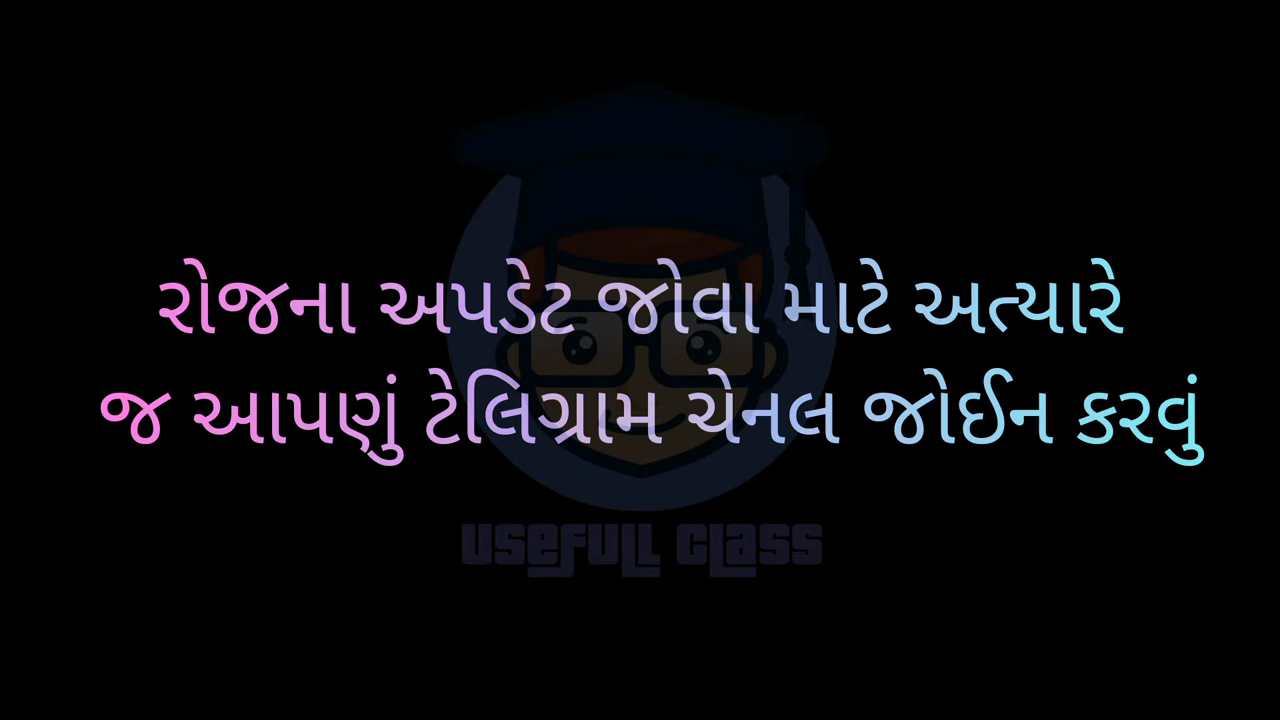 રોજના અપડેટ જોવા માટે અત્યારે
જ આપણું ટેલિગ્રામ ચેનલ જોઈન કરવું
USEFULL CLASS